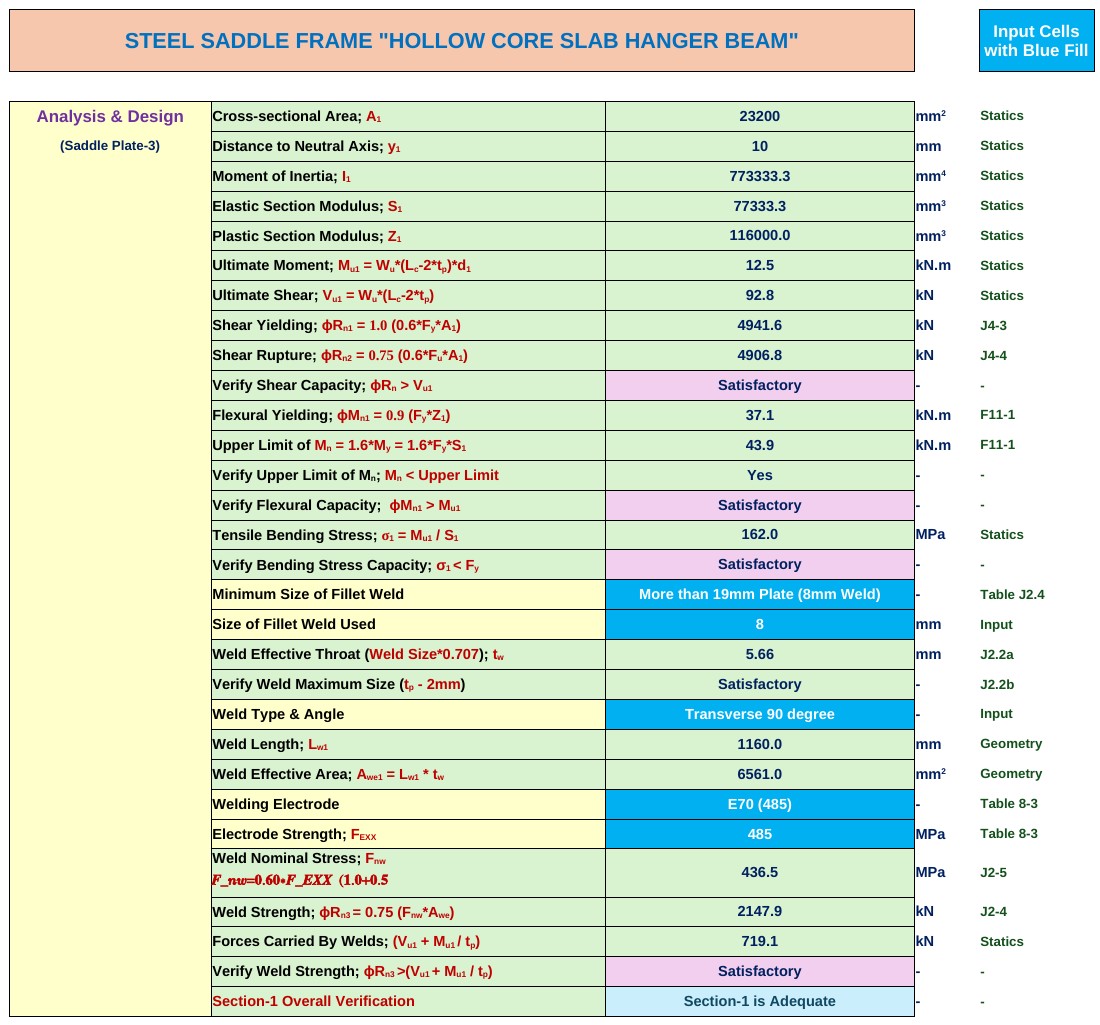 STEEL SADDLE FRAME "HOLLOW CORE SLAB HANGER BEAM"
Input Cells
with Blue Fill
Analysis & Design
(Saddle Plate-3)
Cross-sectional Area; A₁ 23200 mm² Statics
Distance to Neutral Axis; y₁ 10 mm Statics
Moment of Inertia; I₁ 773333.3 mm⁴ Statics
Elastic Section Modulus; S₁ 77333.3 mm³ Statics
Plastic Section Modulus; Z₁ 116000.0 mm³ Statics
Ultimate Moment; Mu1 = Wu*(Lc-2*tp)*d1 12.5 kN.m Statics
Ultimate Shear; Vu1 = Wu*(Lc-2*tp) 92.8 kN Statics
Shear Yielding; ϕRn1 = 1.0 (0.6*Fy*A1) 4941.6 kN J4-3
Shear Rupture; ϕRn2 = 0.75 (0.6*Fu*A1) 4906.8 kN J4-4
Verify Shear Capacity; ϕRn > Vu1 Satisfactory - -
Flexural Yielding; ϕMn1 = 0.9 (Fy*Z1) 37.1 kN.m F11-1
Upper Limit of Mn = 1.6*My = 1.6*Fy*S1 43.9 kN.m F11-1
Verify Upper Limit of Mn; Mn < Upper Limit Yes - -
Verify Flexural Capacity; ϕMn1 > Mu1 Satisfactory - -
Tensile Bending Stress; σ1 = Mu1 / S1 162.0 MPa Statics
Verify Bending Stress Capacity; σ1 < Fy Satisfactory - -
Minimum Size of Fillet Weld More than 19mm Plate (8mm Weld) - Table J2.4
Size of Fillet Weld Used 8 mm Input
Weld Effective Throat (Weld Size*0.707); tw 5.66 mm J2.2a
Verify Weld Maximum Size (tp - 2mm) Satisfactory - J2.2b
Weld Type & Angle Transverse 90 degree - Input
Weld Length; Lw1 1160.0 mm Geometry
Weld Effective Area; Awe1 = Lw1 * tw 6561.0 mm² Geometry
Welding Electrode E70 (485) - Table 8-3
Electrode Strength; FEXX 485 MPa Table 8-3
Weld Nominal Stress; Fnw
F_nw=0.60•F_EXX (1.0+0.5 436.5 MPa J2-5
Weld Strength; ϕRn3 = 0.75 (Fnw*Awe) 2147.9 kN J2-4
Forces Carried By Welds; (Vu1 + Mu1 / tp) 719.1 kN Statics
Verify Weld Strength; ϕRn3 >(Vu1 + Mu1 / tp) Satisfactory - -
Section-1 Overall Verification Section-1 is Adequate - -